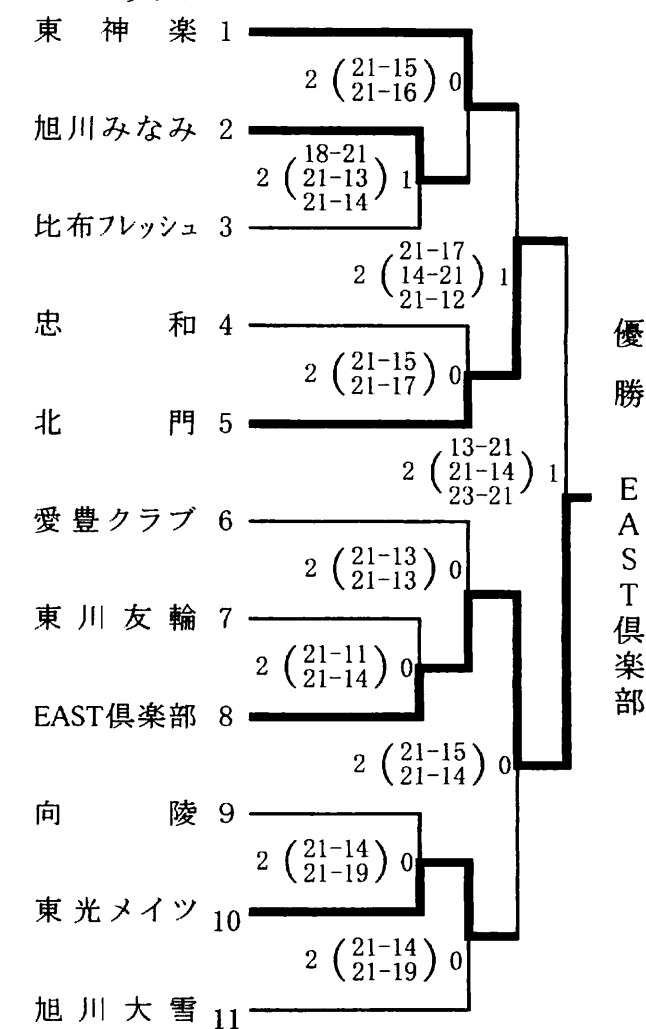 東神楽 1
2 (21-15 21-16) 0
旭川みなみ 2
2 (18-21 21-13 21-14) 1
比布フレッシュ 3
2 (21-17 14-21 21-12) 1
忠和 4
2 (21-15 21-17) 0
北門 5
2 (13-21 21-14 23-21) 1
愛豊クラブ 6
2 (21-13 21-13) 0
東川友輪 7
2 (21-11 21-14) 0
EAST倶楽部 8
2 (21-15 21-14) 0
向陵 9
2 (21-14 21-19) 0
東光メイツ 10
2 (21-14 21-19) 0
旭川大雪 11
優勝 EAST倶楽部